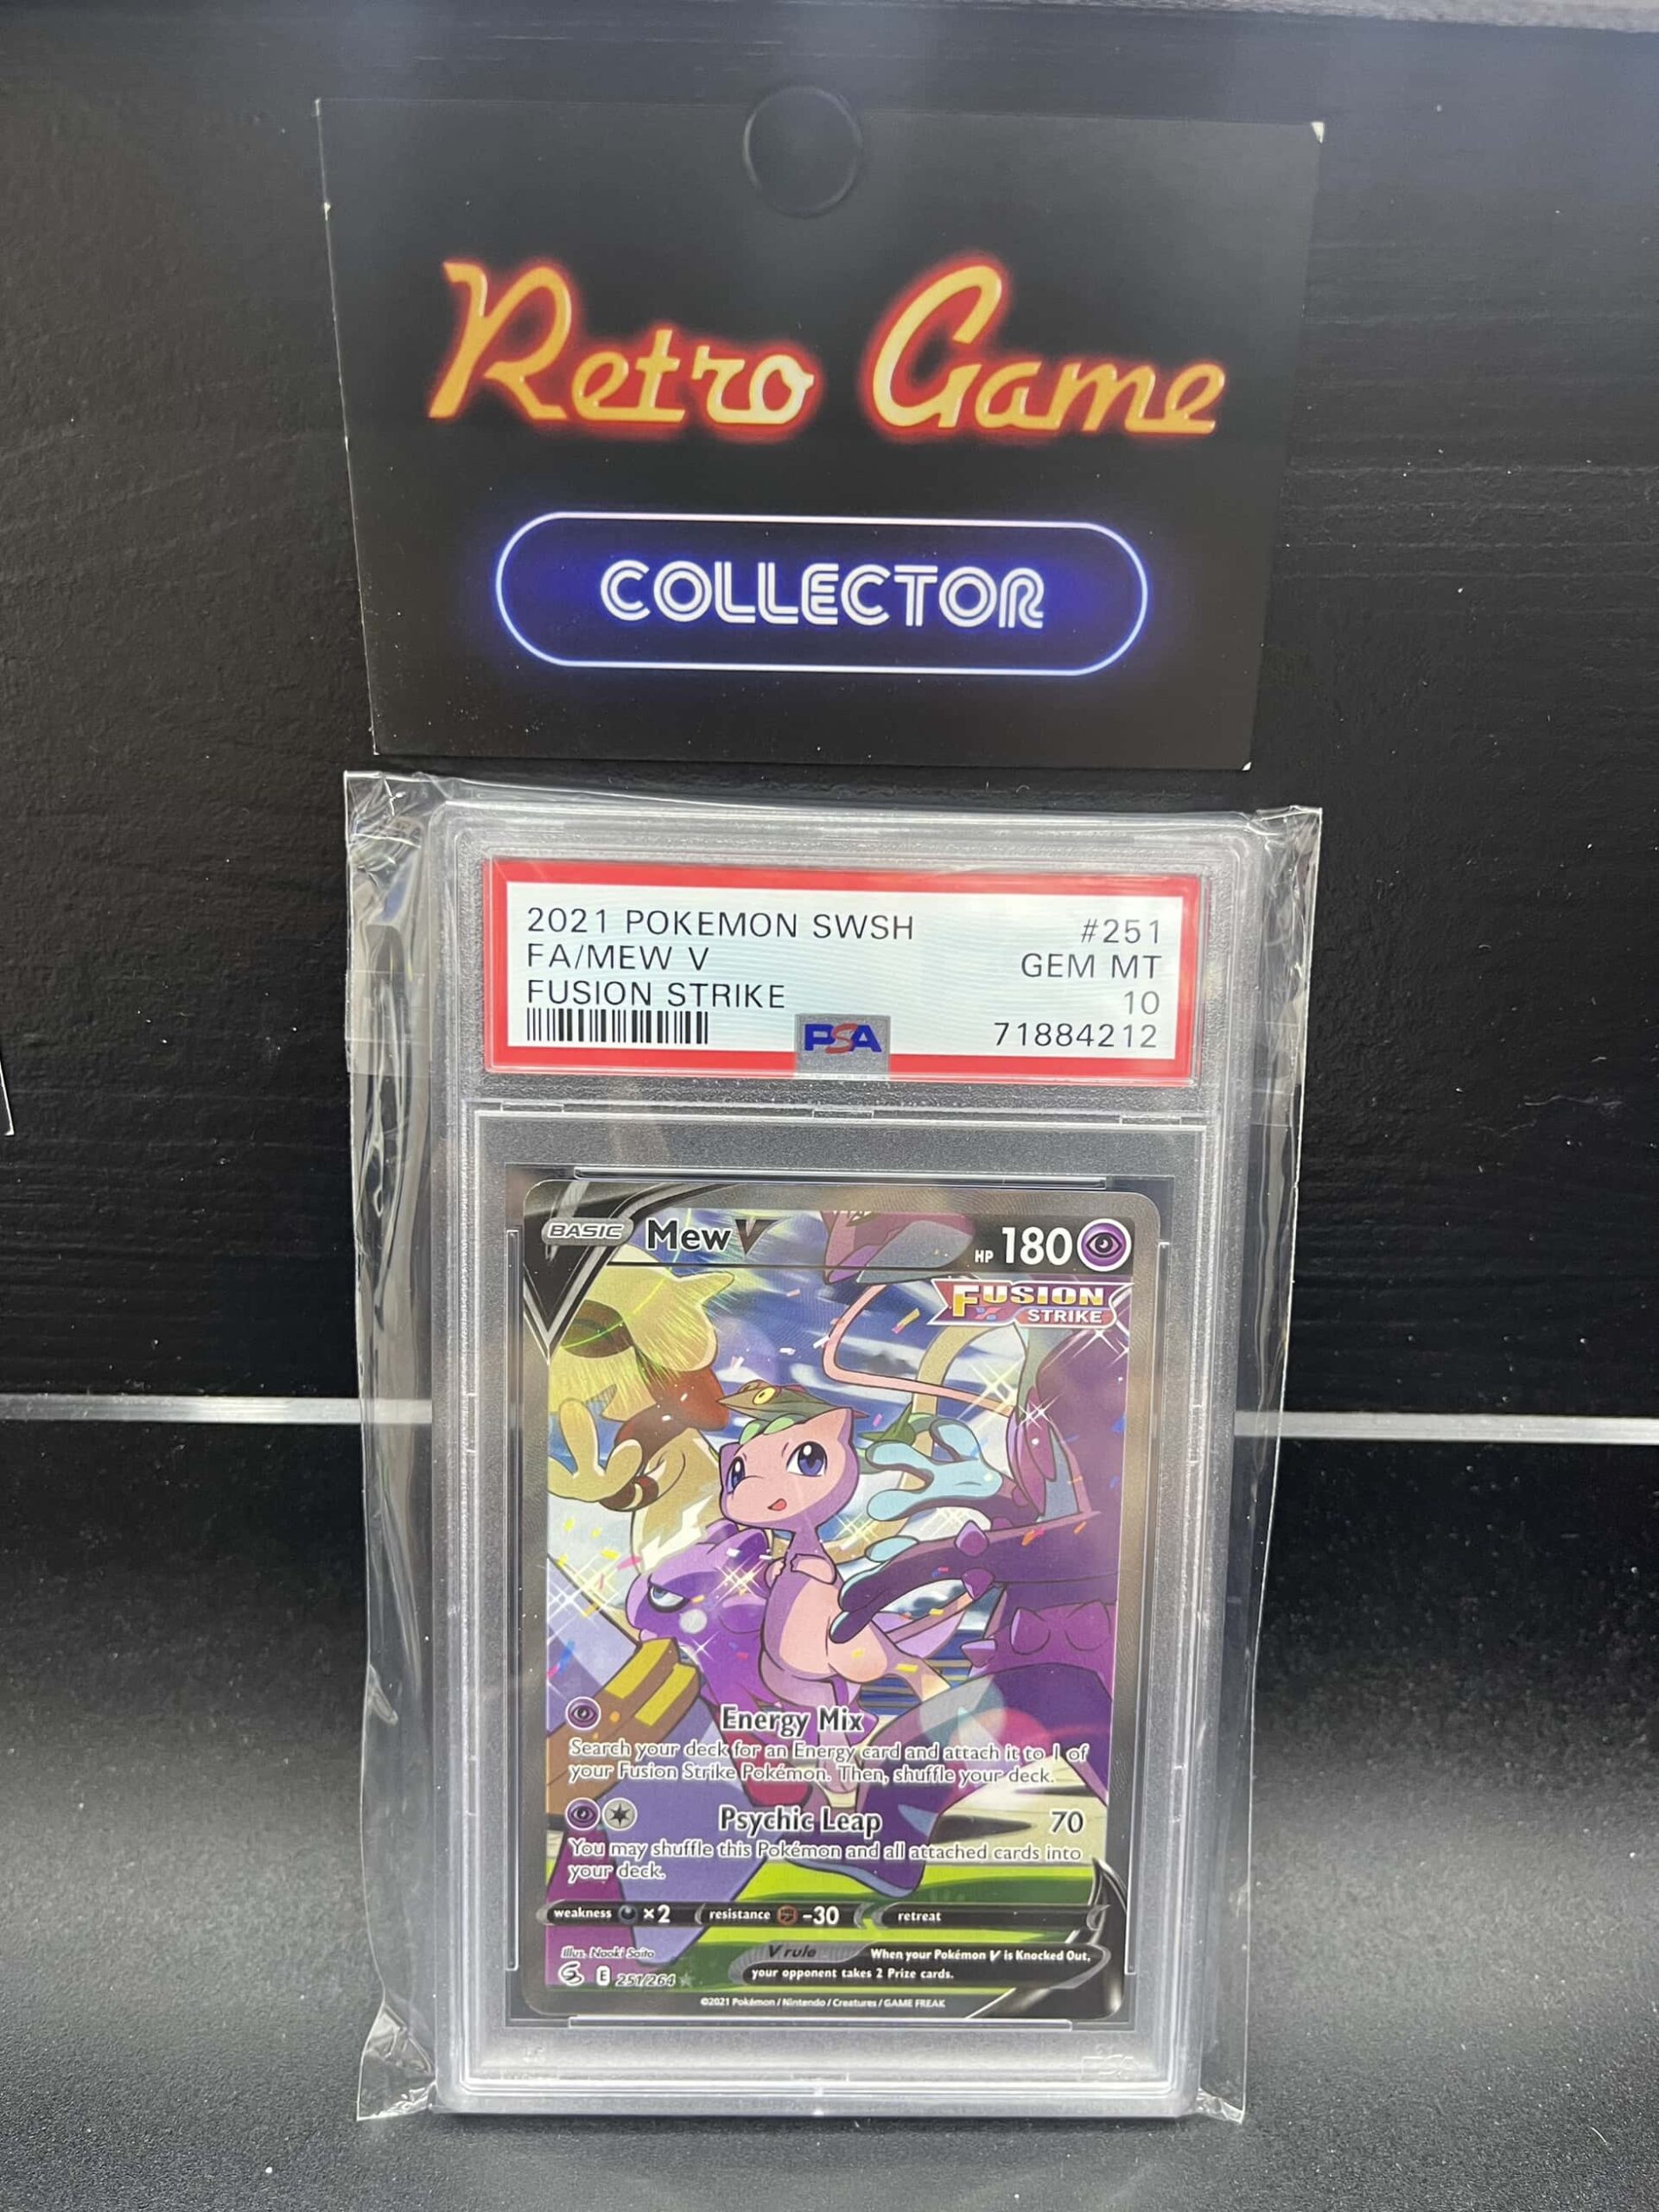 Retro Game
COLLECTOR
2021 POKEMON SWSH #251
FA/MEW V GEM MT
FUSION STRIKE 10
PSA 71884212
BASIC Mew V HP 180
FUSION
STRIKE
Energy Mix
Search your deck for an Energy card and attach it to 1 of
your Fusion Strike Pokémon. Then, shuffle your deck.
Psychic Leap 70
You may shuffle this Pokémon and all attached cards into
your deck.
weakness ×2 resistance -30 retreat
Illus. Naoki Saito V rule When your Pokémon V is Knocked Out,
E 251/264 your opponent takes 2 Prize cards.
©2021 Pokémon / Nintendo / Creatures / GAME FREAK